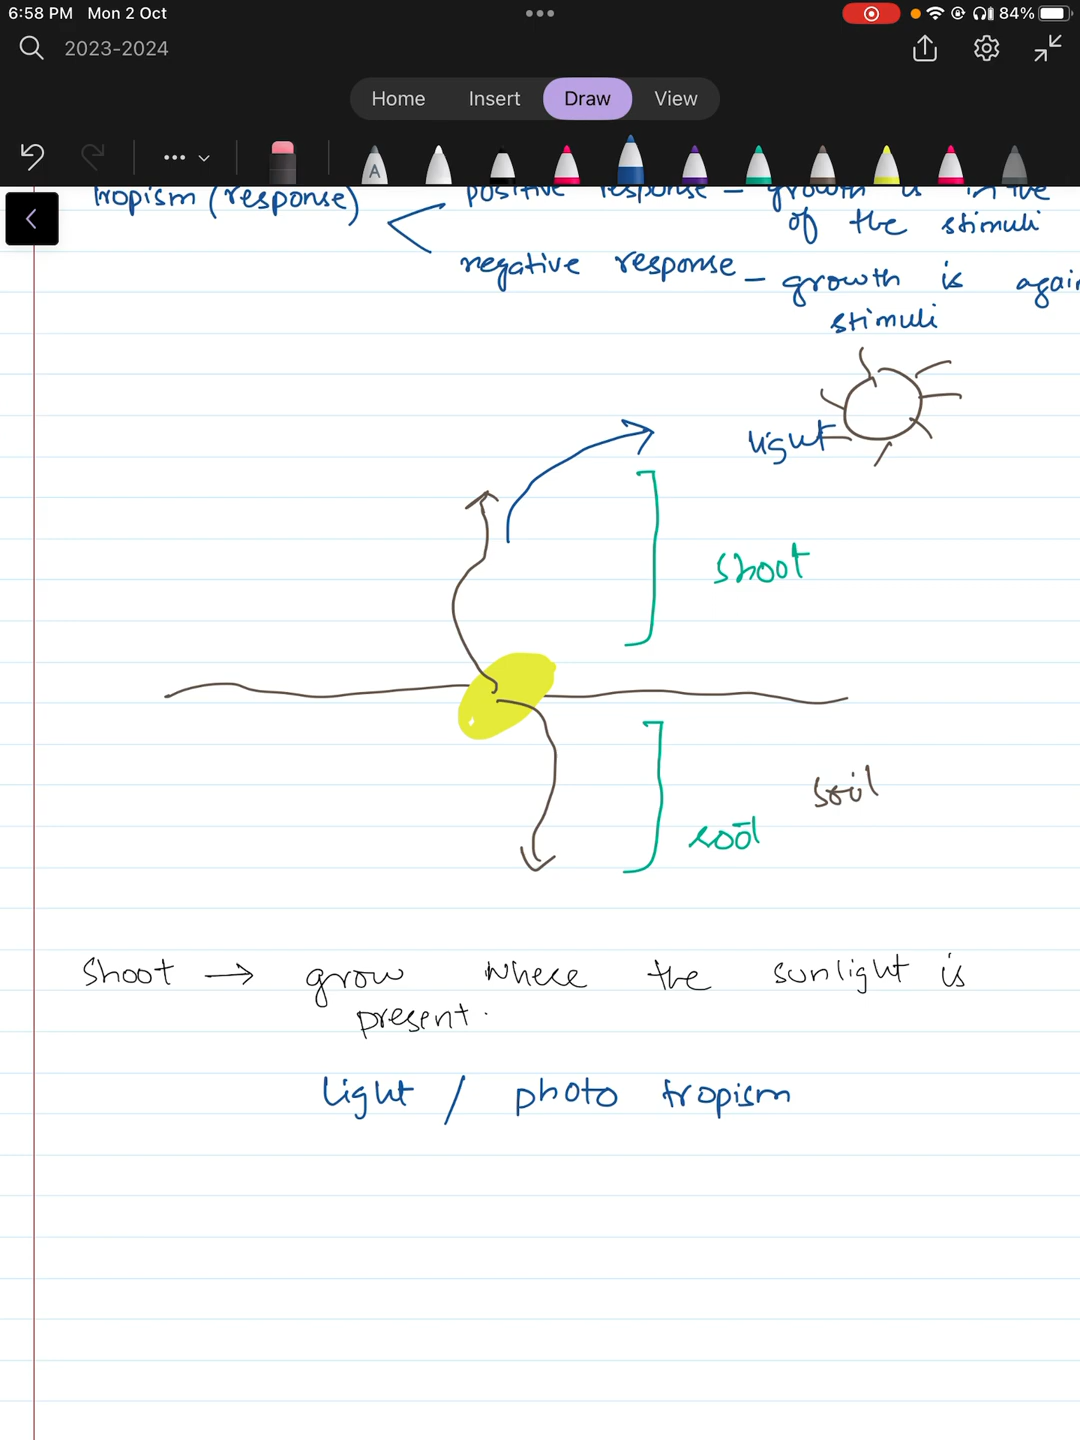 6:58 PM Mon 2 Oct
84%
2023-2024
Home Insert Draw View
A
tropism (response)
positive response – growth is in the
of the stimuli
negative response – growth is again
stimuli
light
shoot
soil
root
Shoot → grow where the sunlight is
present.
light / photo tropism